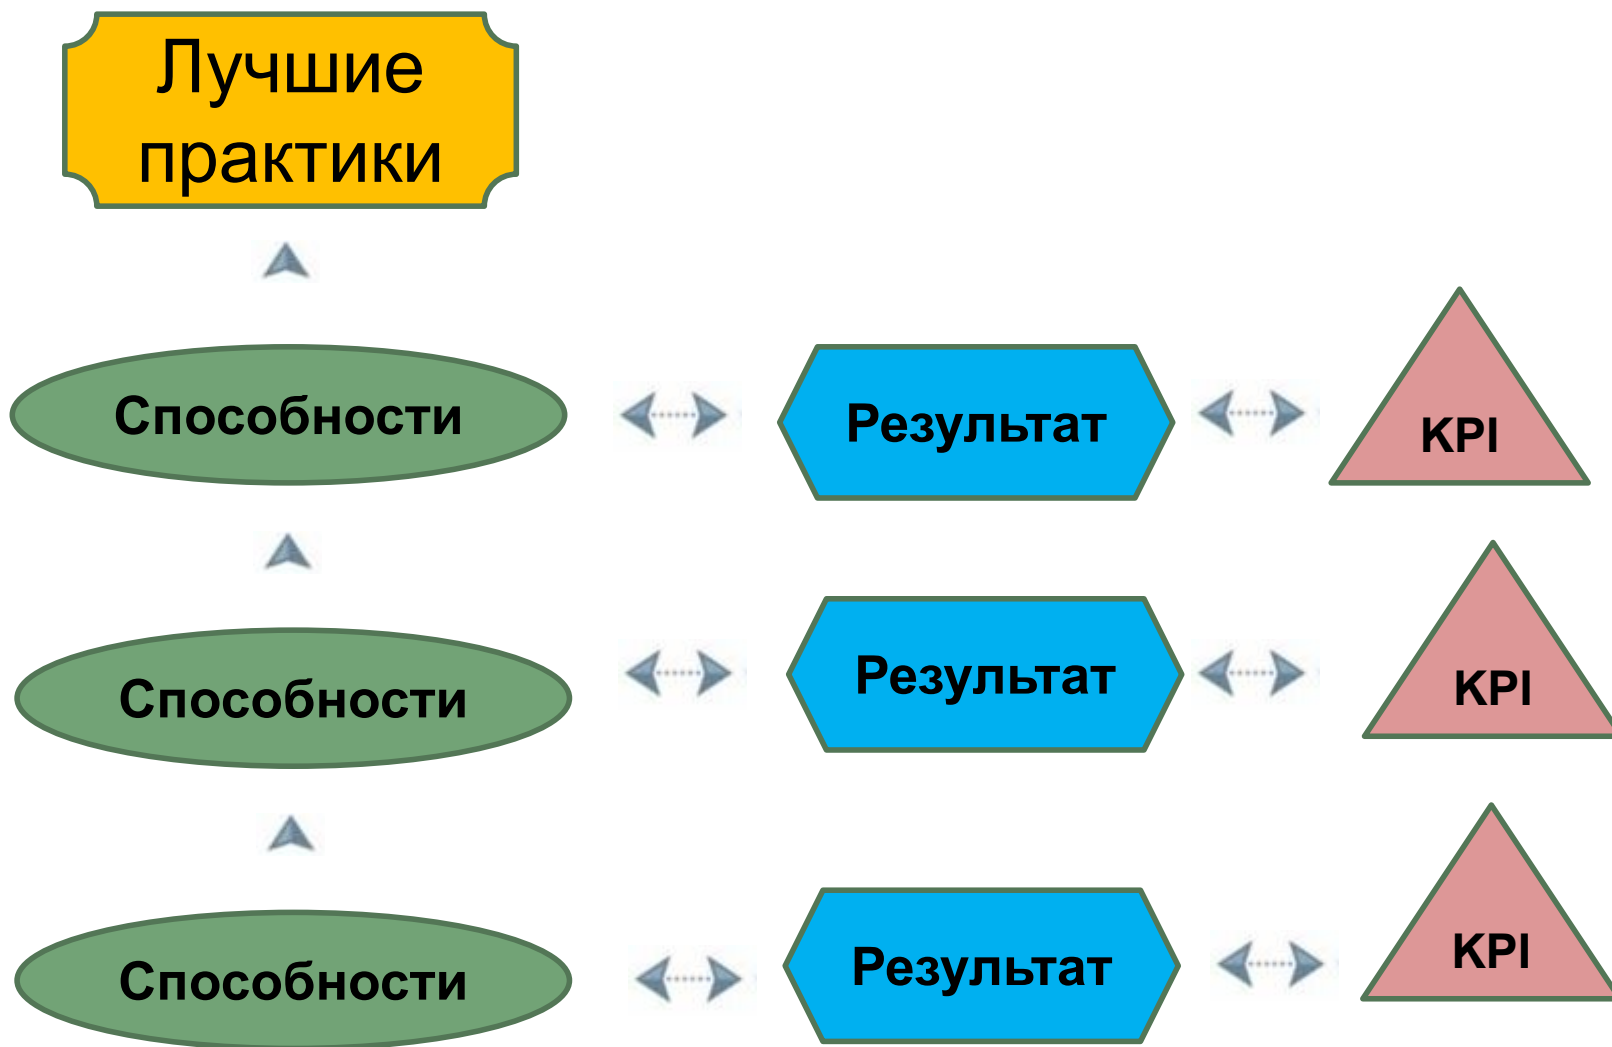 Лучшие
практики
Способности
Результат
KPI
Способности
Результат
KPI
Способности
Результат
KPI